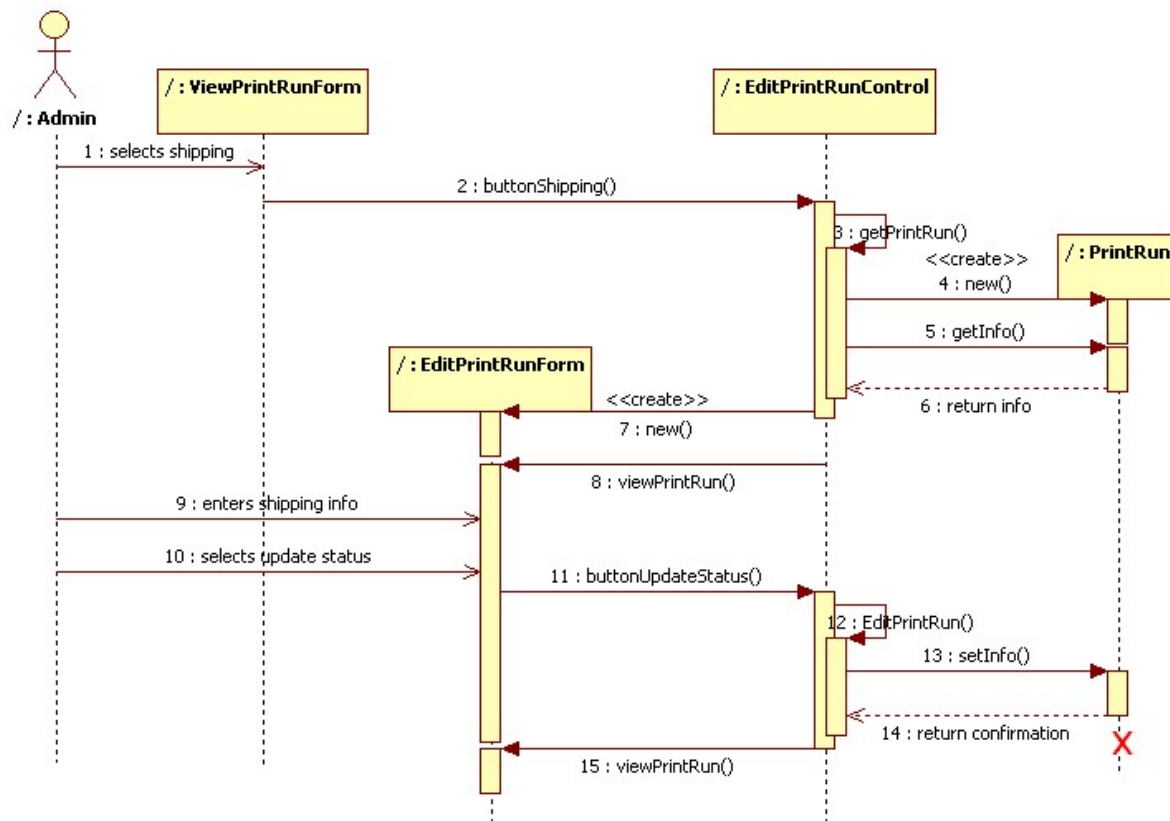 / : ViewPrintRunForm
/ : EditPrintRunControl
/ : Admin
1 : selects shipping
2 : buttonShipping()
3 : getPrintRun()
<<create>>
/ : PrintRun
4 : new()
5 : getInfo()
/ : EditPrintRunForm
<<create>>
6 : return info
7 : new()
8 : viewPrintRun()
9 : enters shipping info
10 : selects update status
11 : buttonUpdateStatus()
12 : EditPrintRun()
13 : setInfo()
14 : return confirmation
X
15 : viewPrintRun()